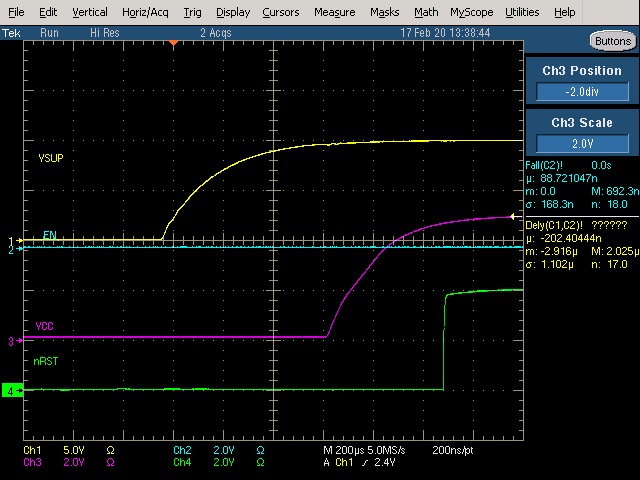 File Edit Vertical Horiz/Acq Trig Display Cursors Measure Masks Math MyScope Utilities Help
Tek Run Hi Res 2 Acqs 17 Feb 20 13:38:44
Buttons
Ch3 Position
-2.0div
Ch3 Scale
2.0V
VSUP
Fall(C2)! 0.0s
µ: 88.721047n
m: 0.0 M: 692.3n
σ: 168.3n n: 18.0
Dely(C1,C2)! ??????
µ: -202.40444n
m: -2.916µ M: 2.025µ
σ: 1.102µ n: 17.0
EN
1
2
VCC
3
nRST
4
Ch1 5.0V Ω Ch2 2.0V Ω M 200µs 5.0MS/s 200ns/pt
Ch3 2.0V Ω Ch4 2.0V Ω A Ch1 / 2.4V